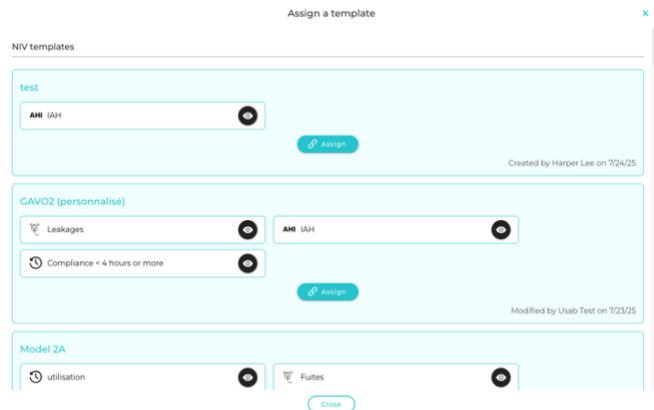 Assign a template
×
NIV templates
test
AHI IAH
Assign
Created by Harper Lee on 7/24/25
GAVO2 (personnalisé)
Leakages
AHI IAH
Compliance < 4 hours or more
Assign
Modified by Usab Test on 7/23/25
Model 2A
utilisation
Fuites
Close